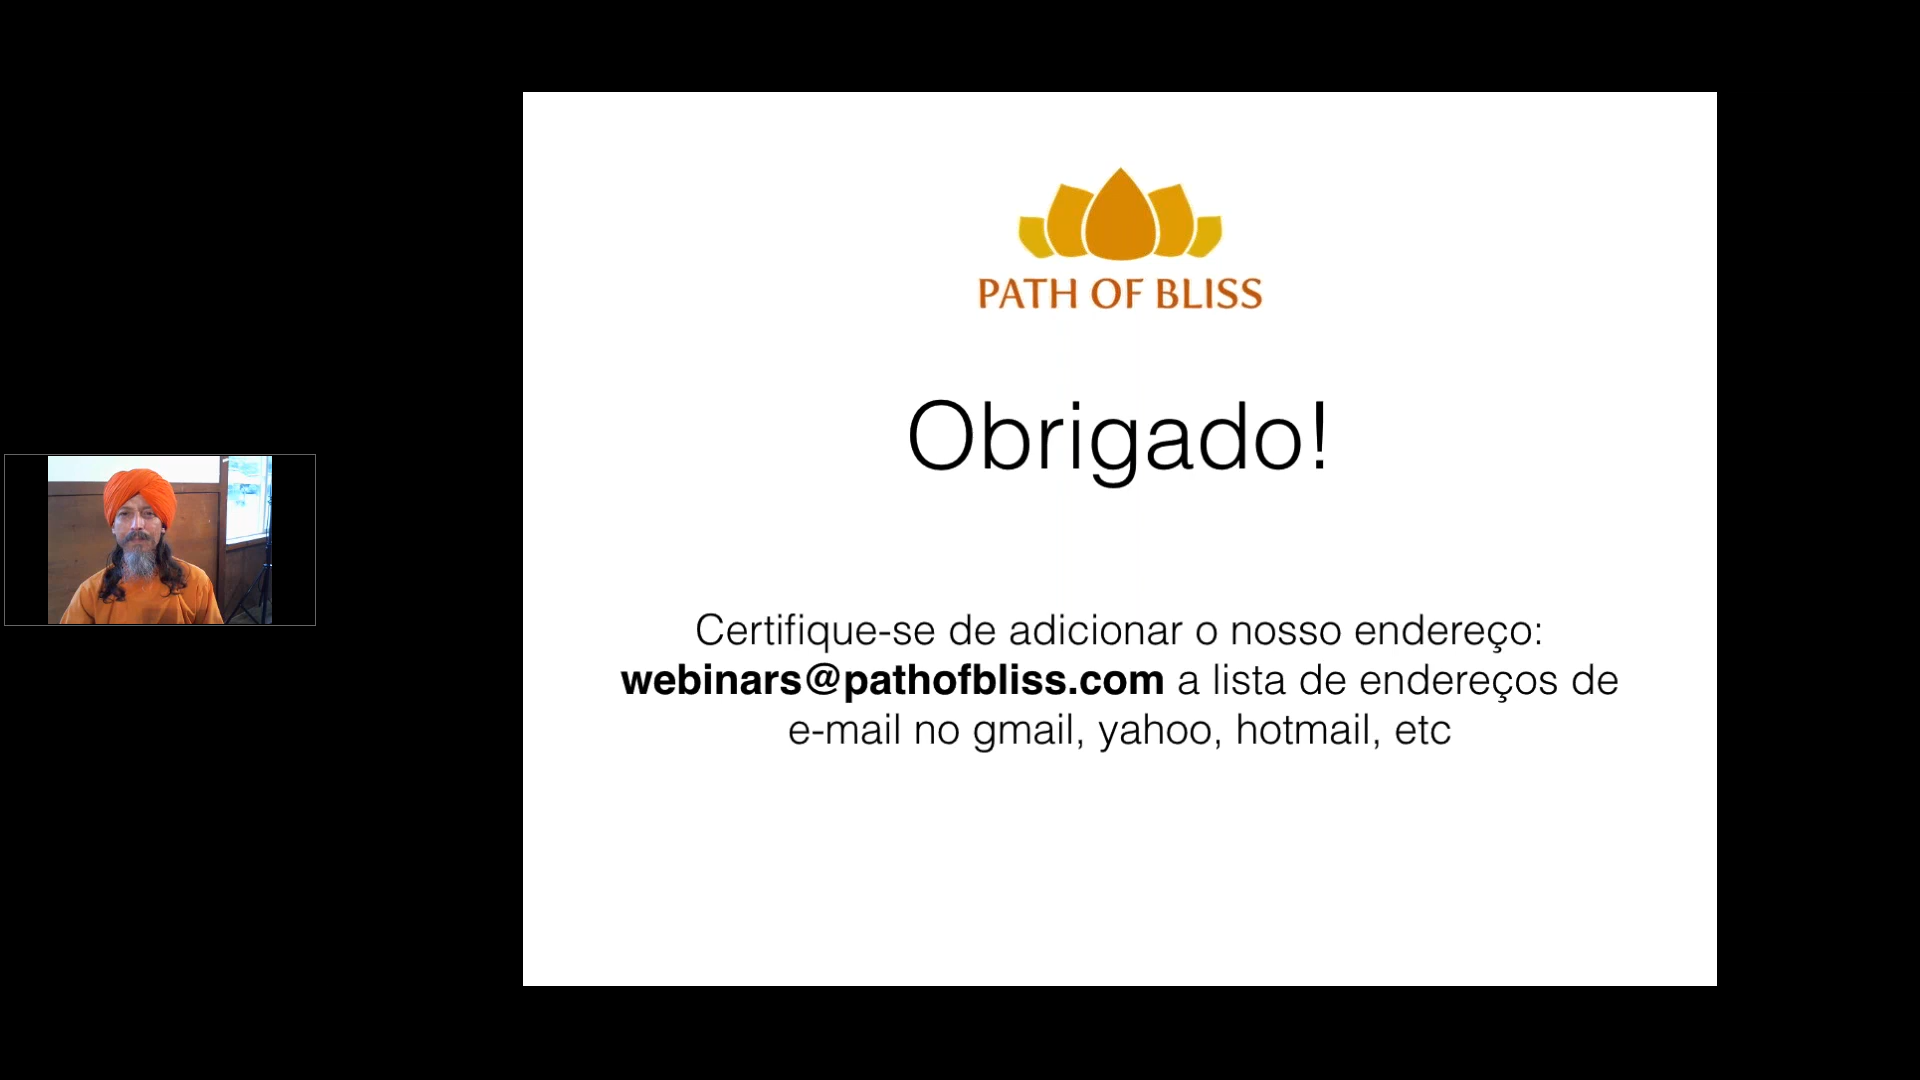 PATH OF BLISS
Obrigado!
Certifique-se de adicionar o nosso endereço:
webinars@pathofbliss.com a lista de endereços de
e-mail no gmail, yahoo, hotmail, etc